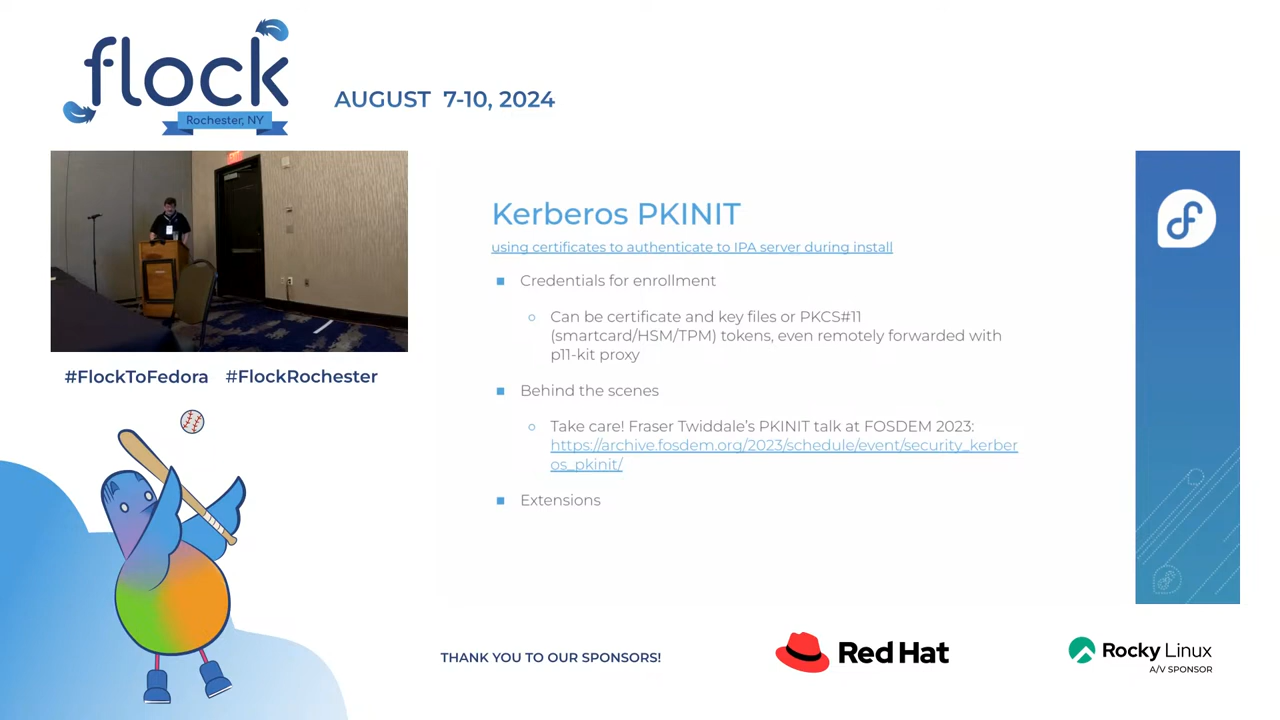 flock
Rochester, NY
AUGUST 7-10, 2024
Kerberos PKINIT
using certificates to authenticate to IPA server during install
Credentials for enrollment
Can be certificate and key files or PKCS#11
(smartcard/HSM/TPM) tokens, even remotely forwarded with
p11-kit proxy
Behind the scenes
Take care! Fraser Twiddale’s PKINIT talk at FOSDEM 2023:
https://archive.fosdem.org/2023/schedule/event/security_kerber
os_pkinit/
Extensions
#FlockToFedora #FlockRochester
THANK YOU TO OUR SPONSORS!
Red Hat
Rocky Linux
A/V SPONSOR